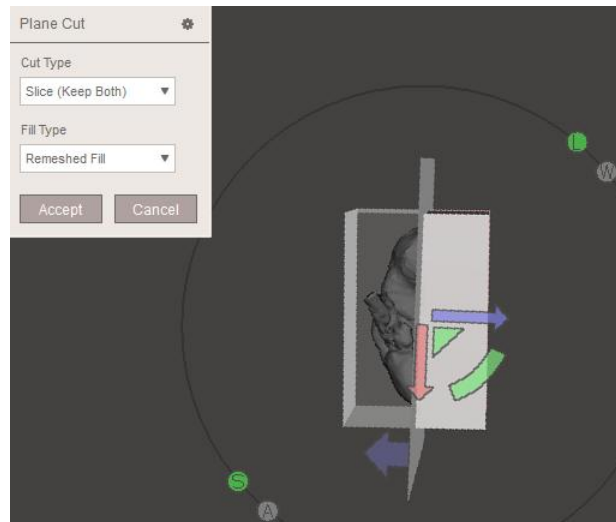 Plane Cut
Cut Type
Slice (Keep Both)
Fill Type
Remeshed Fill
Accept Cancel
L
W
S
A